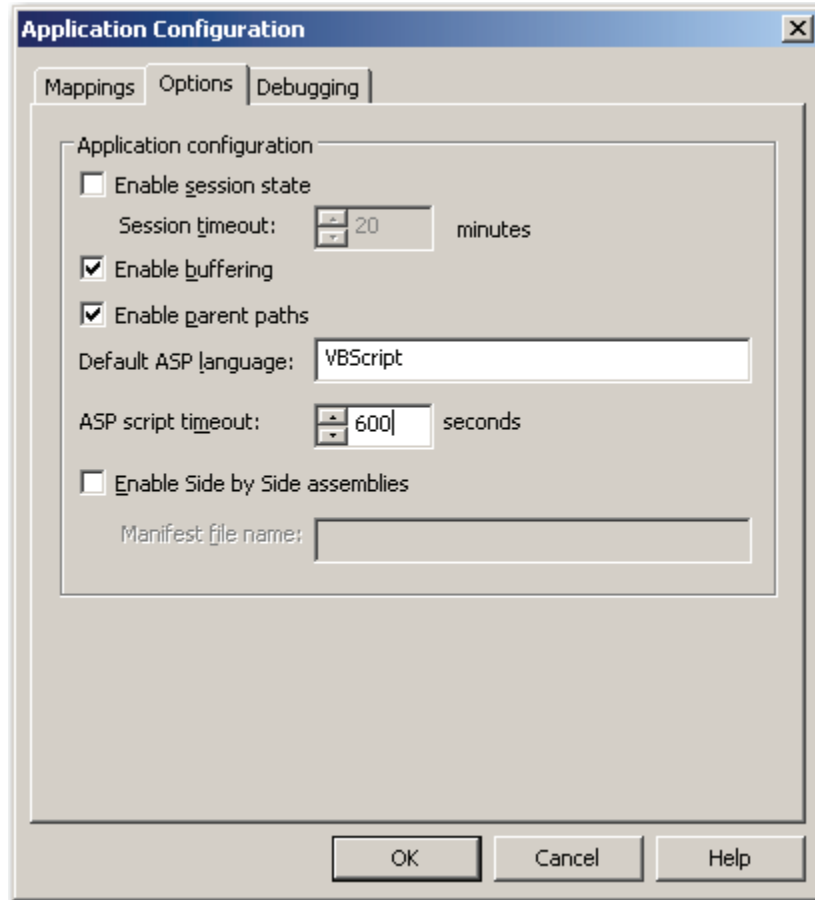 Application Configuration
Mappings Options Debugging
Application configuration
Enable session state
Session timeout: 20 minutes
Enable buffering
Enable parent paths
Default ASP language: VBScript
ASP script timeout: 600 seconds
Enable Side by Side assemblies
Manifest file name:
OK Cancel Help